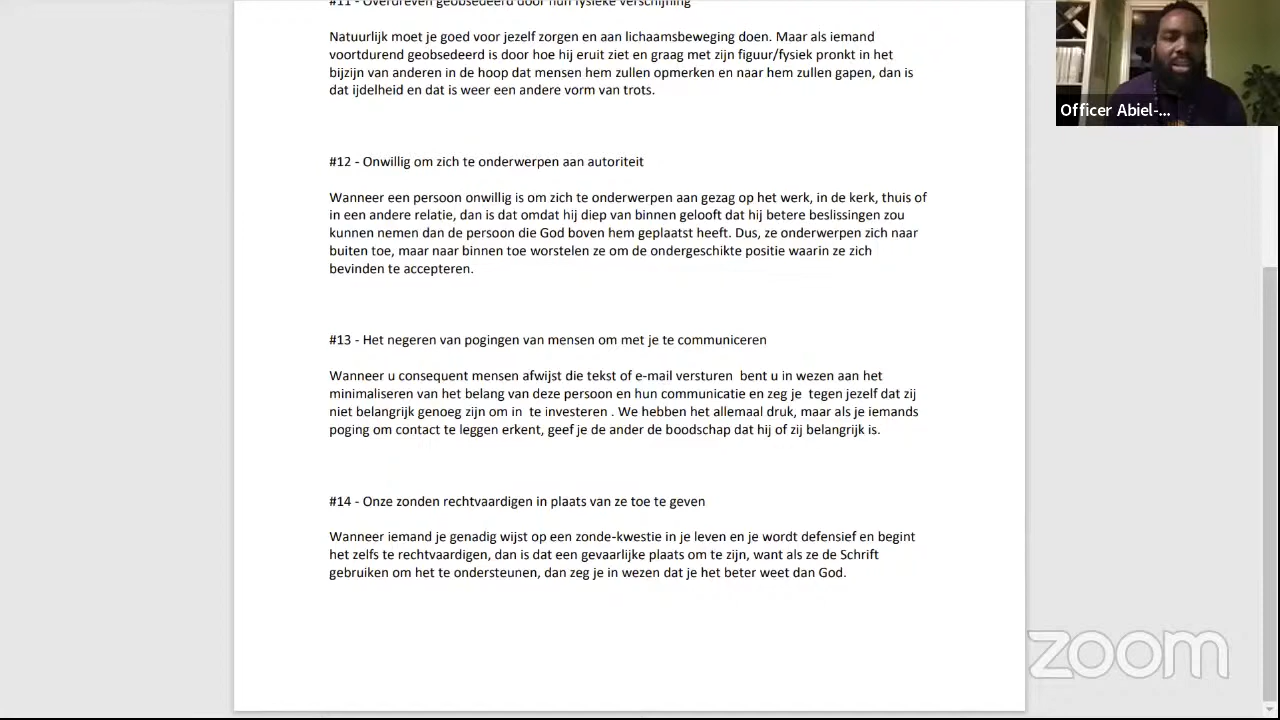 #11 - Overdreven geobsedeerd door hun fysieke verschijning
Officer Abiel-...
Natuurlijk moet je goed voor jezelf zorgen en aan lichaamsbeweging doen. Maar als iemand
voortdurend geobsedeerd is door hoe hij eruit ziet en graag met zijn figuur/fysiek pronkt in het
bijzijn van anderen in de hoop dat mensen hem zullen opmerken en naar hem zullen gapen, dan is
dat ijdelheid en dat is weer een andere vorm van trots.
#12 - Onwillig om zich te onderwerpen aan autoriteit
Wanneer een persoon onwillig is om zich te onderwerpen aan gezag op het werk, in de kerk, thuis of
in een andere relatie, dan is dat omdat hij diep van binnen gelooft dat hij betere beslissingen zou
kunnen nemen dan de persoon die God boven hem geplaatst heeft. Dus, ze onderwerpen zich naar
buiten toe, maar naar binnen toe worstelen ze om de ondergeschikte positie waarin ze zich
bevinden te accepteren.
#13 - Het negeren van pogingen van mensen om met je te communiceren
Wanneer u consequent mensen afwijst die tekst of e-mail versturen  bent u in wezen aan het
minimaliseren van het belang van deze persoon en hun communicatie en zeg je  tegen jezelf dat zij
niet belangrijk genoeg zijn om in  te investeren . We hebben het allemaal druk, maar als je iemands
poging om contact te leggen erkent, geef je de ander de boodschap dat hij of zij belangrijk is.
#14 - Onze zonden rechtvaardigen in plaats van ze toe te geven
Wanneer iemand je genadig wijst op een zonde-kwestie in je leven en je wordt defensief en begint
het zelfs te rechtvaardigen, dan is dat een gevaarlijke plaats om te zijn, want als ze de Schrift
gebruiken om het te ondersteunen, dan zeg je in wezen dat je het beter weet dan God.
zoom